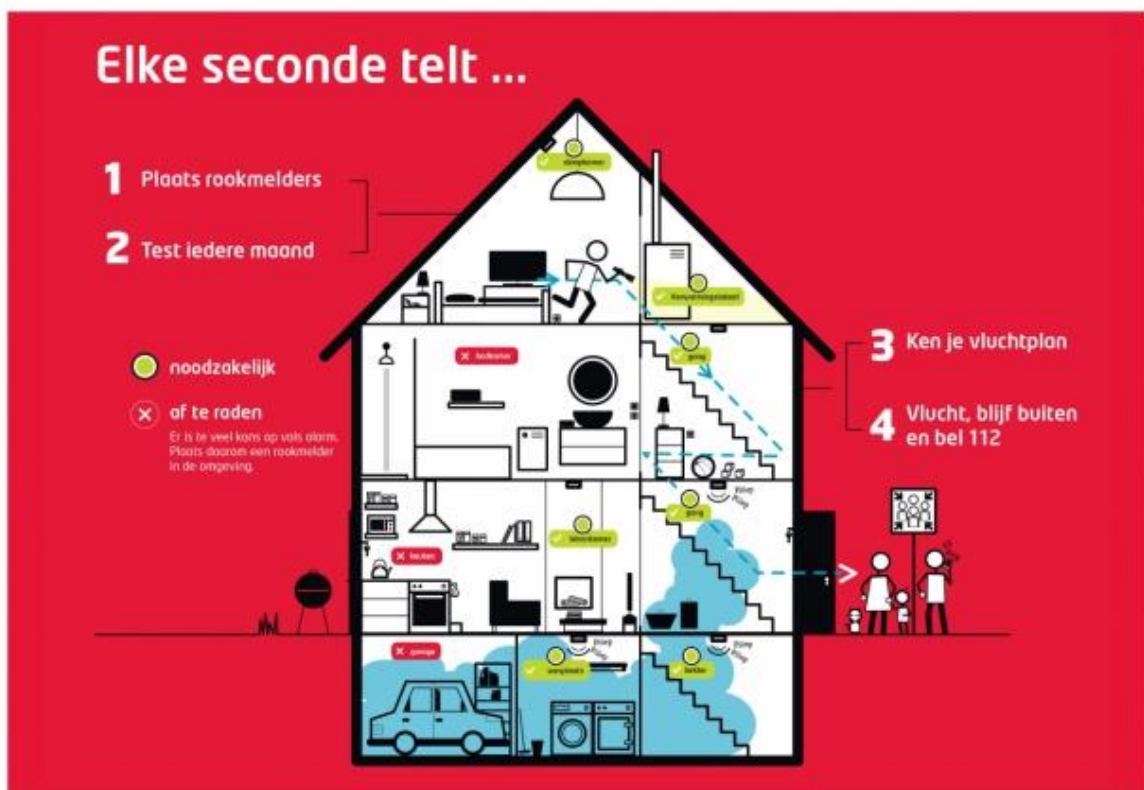 Elke seconde telt ...
1 Plaats rookmelders
2 Test iedere maand
noodzakelijk
af te raden
Er is te veel kans op vals alarm.
Plaats daarom een rookmelder
in de omgeving.
3 Ken je vluchtplan
4 Vlucht, blijf buiten
en bel 112
slaapkamer
badkamer
gang
gang
keuken
garage
kelder